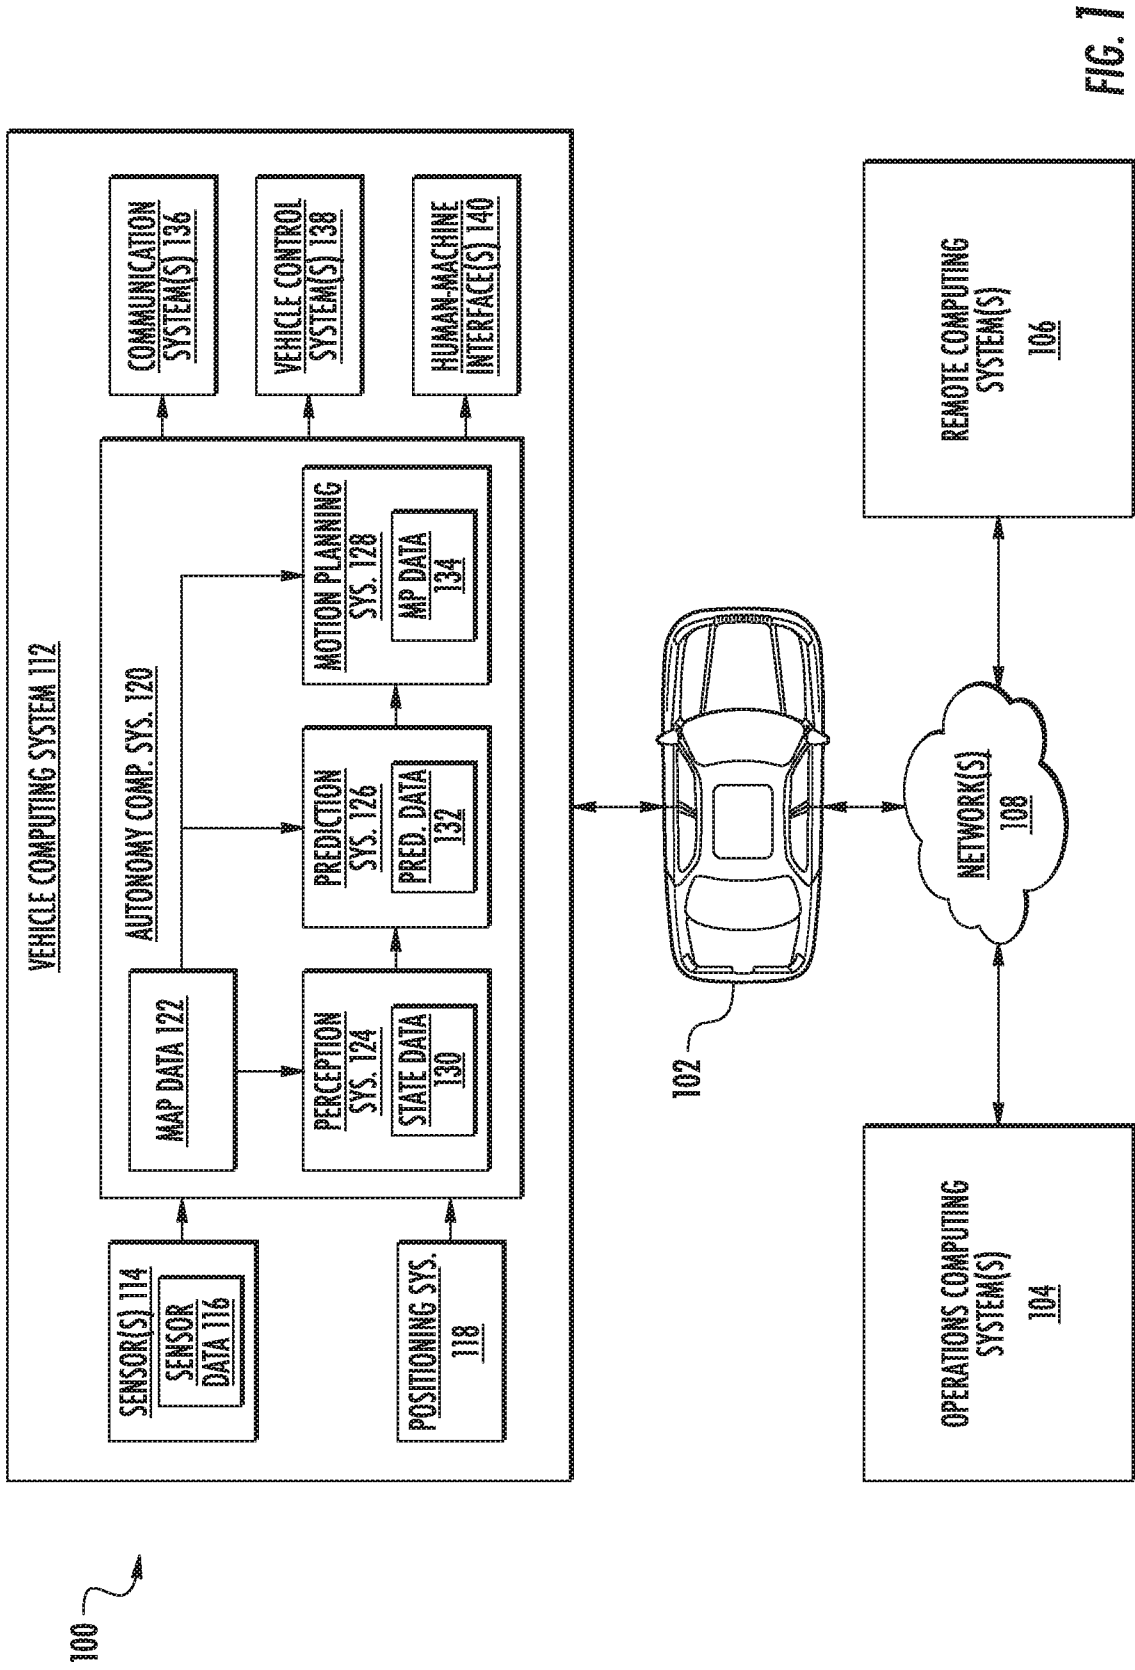 100
VEHICLE COMPUTING SYSTEM 112
SENSOR(S) 114
SENSOR
DATA 116
POSITIONING SYS.
118
AUTONOMY COMP. SYS. 120
MAP DATA 122
PERCEPTION
SYS. 124
STATE DATA
130
PREDICTION
SYS. 126
PRED. DATA
132
MOTION PLANNING
SYS. 128
MP DATA
134
COMMUNICATION
SYSTEM(S) 136
VEHICLE CONTROL
SYSTEM(S) 138
HUMAN-MACHINE
INTERFACE(S) 140
102
OPERATIONS COMPUTING
SYSTEM(S)
104
NETWORK(S)
108
REMOTE COMPUTING
SYSTEM(S)
106
FIG. 1